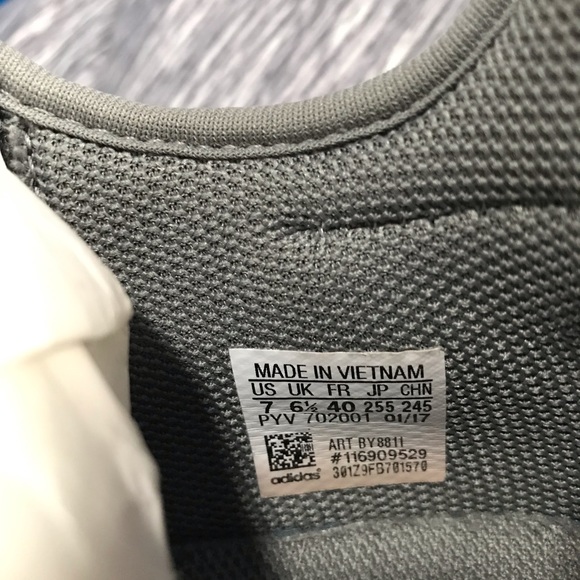 MADE IN VIETNAM
US UK FR JP CHN
7 6½ 40 255 245
PYV 702001 01/17
ART BY8811
#116909529
301Z9FB701570
adidas